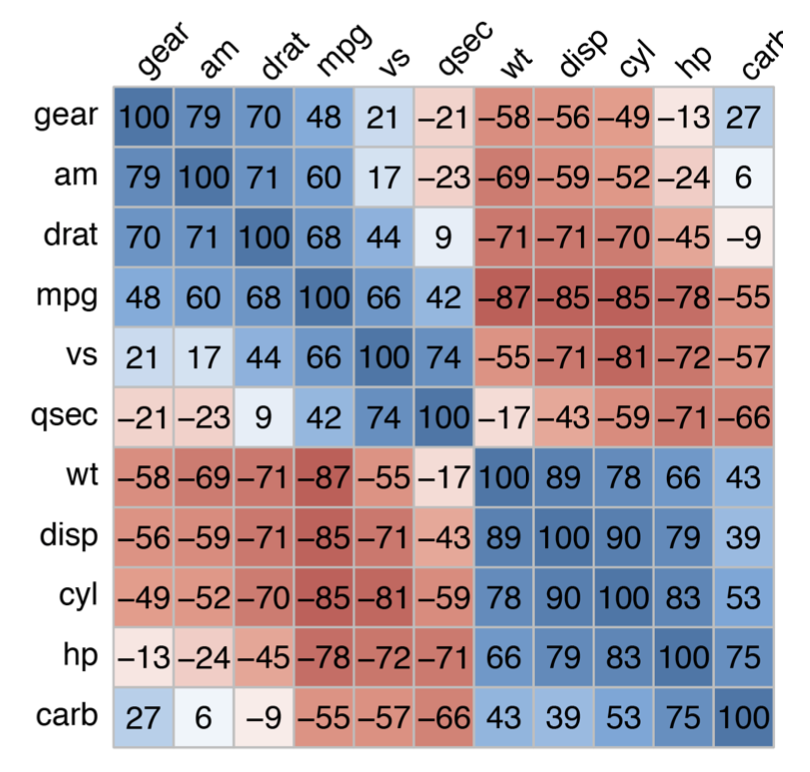 gear am drat mpg vs qsec wt disp cyl hp carb
gear 100 79 70 48 21 −21 −58 −56 −49 −13 27
am 79 100 71 60 17 −23 −69 −59 −52 −24 6
drat 70 71 100 68 44 9 −71 −71 −70 −45 −9
mpg 48 60 68 100 66 42 −87 −85 −85 −78 −55
vs 21 17 44 66 100 74 −55 −71 −81 −72 −57
qsec −21 −23 9 42 74 100 −17 −43 −59 −71 −66
wt −58 −69 −71 −87 −55 −17 100 89 78 66 43
disp −56 −59 −71 −85 −71 −43 89 100 90 79 39
cyl −49 −52 −70 −85 −81 −59 78 90 100 83 53
hp −13 −24 −45 −78 −72 −71 66 79 83 100 75
carb 27 6 −9 −55 −57 −66 43 39 53 75 100